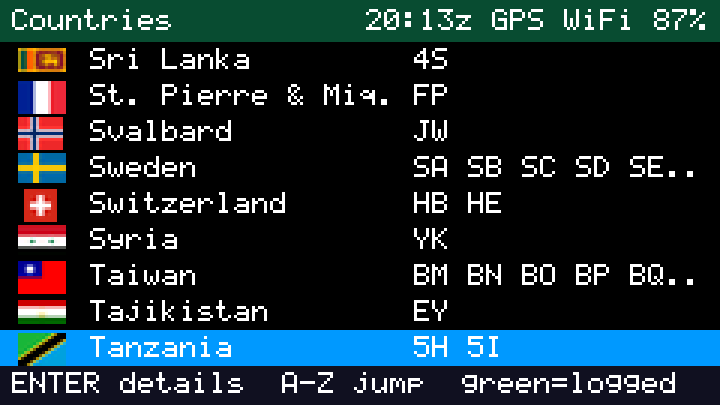 Countries 20:13z GPS WiFi 87%
Sri Lanka 4S
St. Pierre & Miq. FP
Svalbard JW
Sweden SA SB SC SD SE..
Switzerland HB HE
Syria YK
Taiwan BM BN BO BP BQ..
Tajikistan EY
Tanzania 5H 5I
ENTER details A-Z jump green=logged